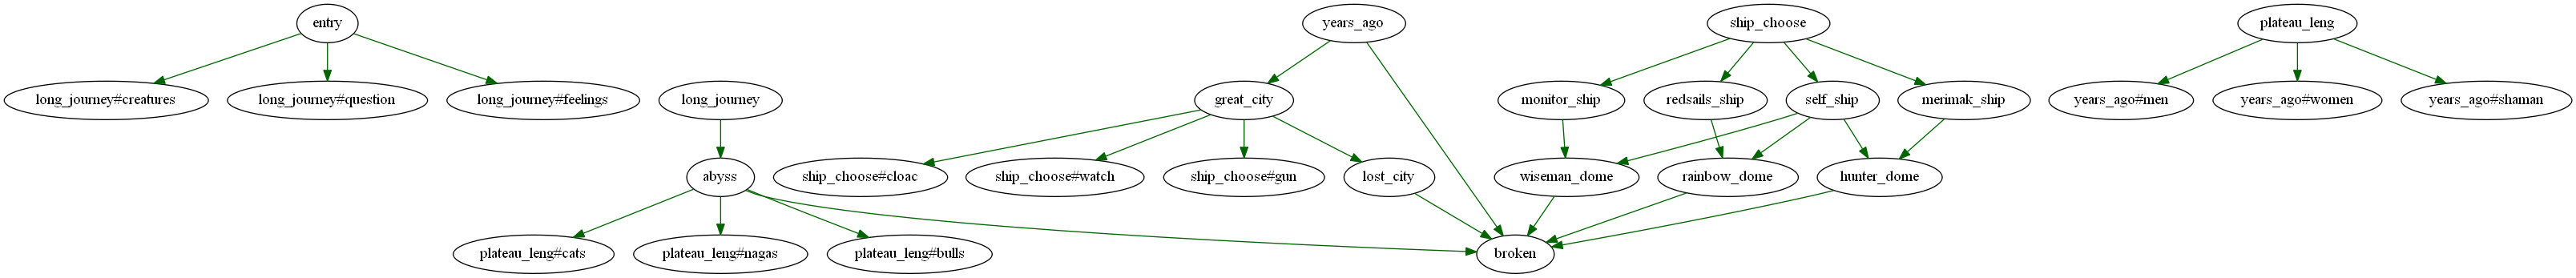 entry
years_ago
ship_choose
plateau_leng
long_journey#creatures
long_journey#question
long_journey#feelings
long_journey
great_city
monitor_ship
redsails_ship
self_ship
merimak_ship
years_ago#men
years_ago#women
years_ago#shaman
abyss
ship_choose#cloac
ship_choose#watch
ship_choose#gun
lost_city
wiseman_dome
rainbow_dome
hunter_dome
plateau_leng#cats
plateau_leng#nagas
plateau_leng#bulls
broken